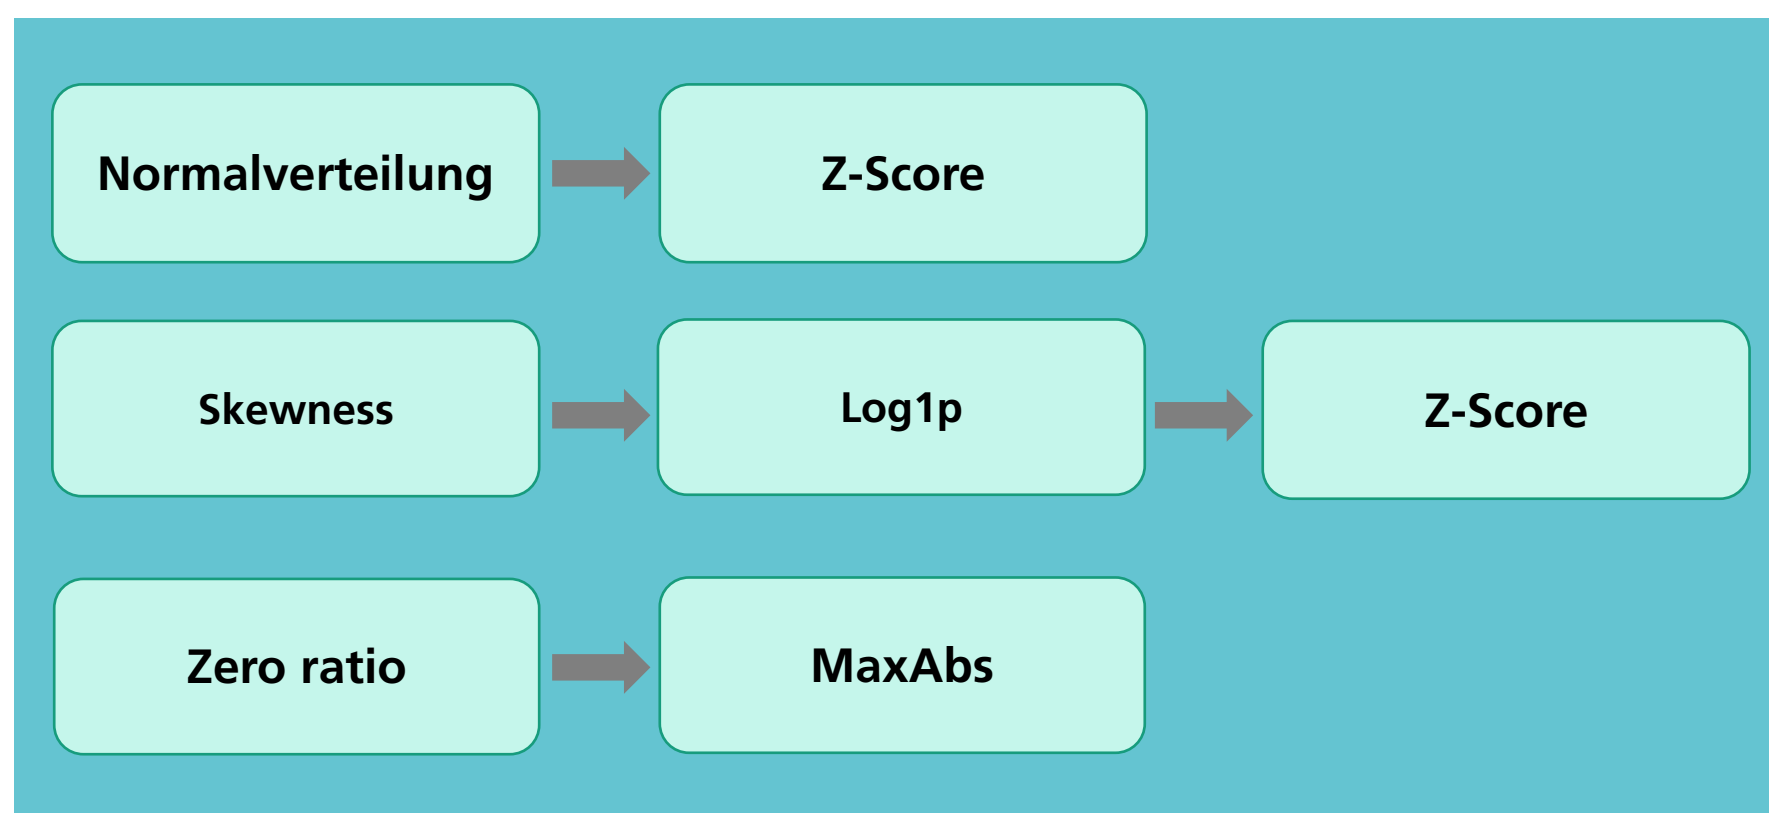 Normalverteilung
Z-Score
Skewness
Log1p
Z-Score
Zero ratio
MaxAbs